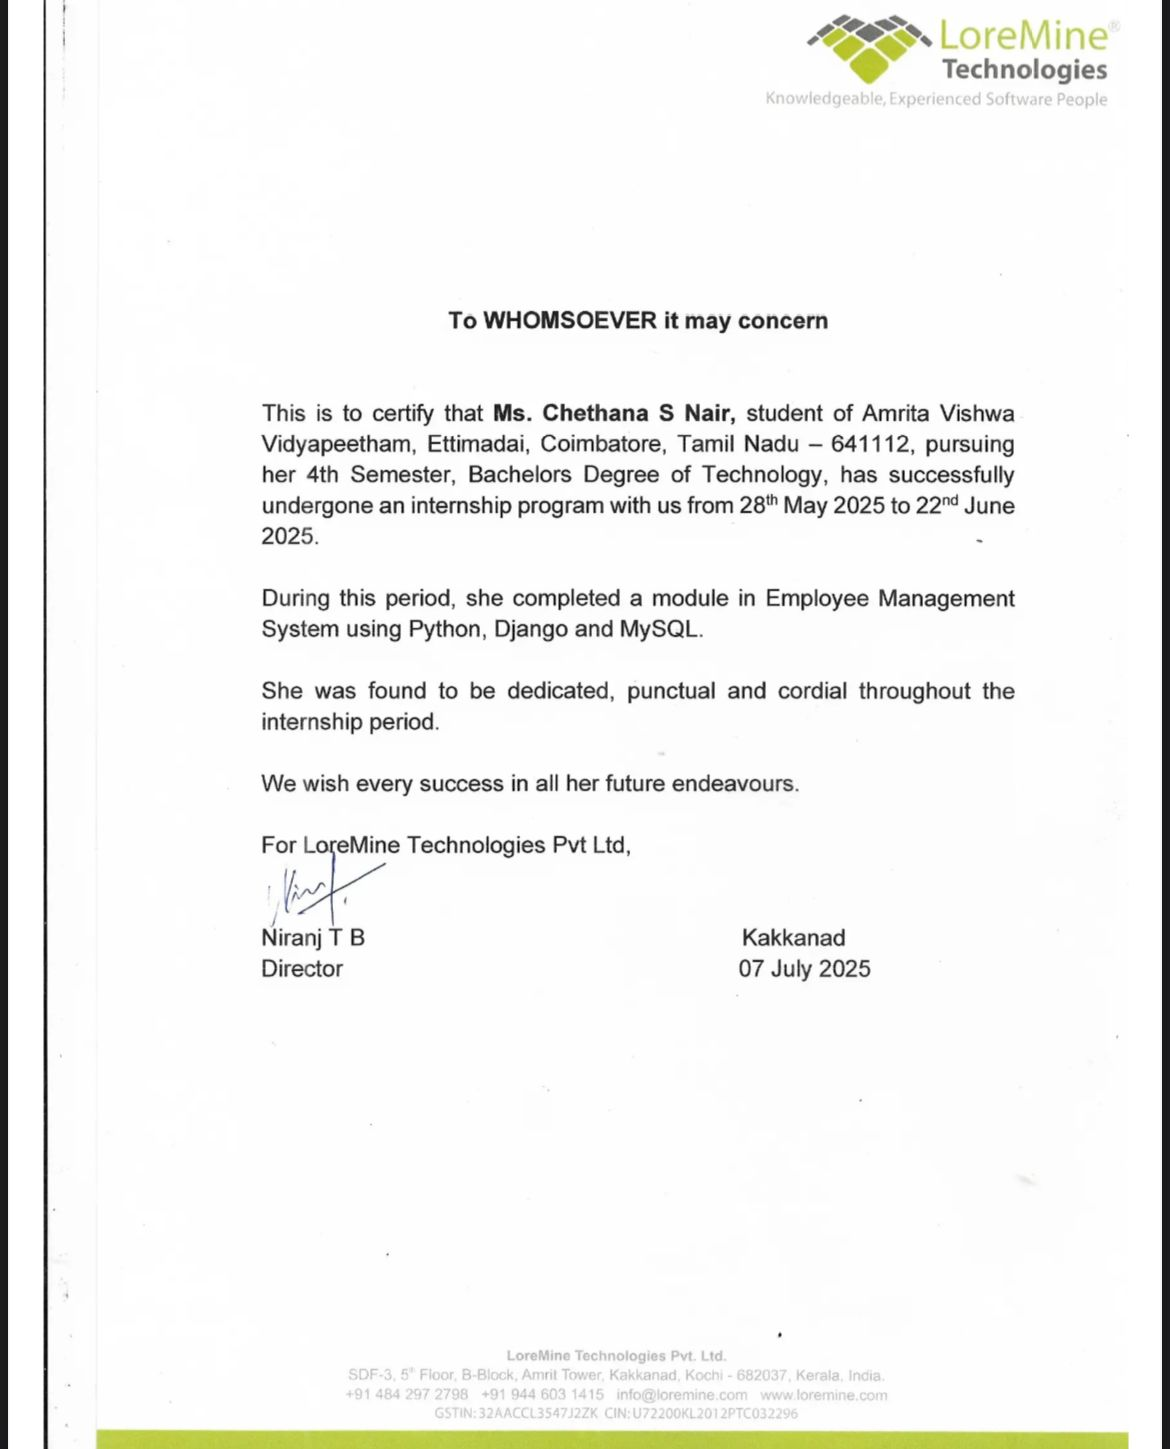 LoreMine®
Technologies
Knowledgeable, Experienced Software People
To WHOMSOEVER it may concern
This is to certify that Ms. Chethana S Nair, student of Amrita Vishwa
Vidyapeetham, Ettimadai, Coimbatore, Tamil Nadu – 641112, pursuing
her 4th Semester, Bachelors Degree of Technology, has successfully
undergone an internship program with us from 28th May 2025 to 22nd June
2025.
During this period, she completed a module in Employee Management
System using Python, Django and MySQL.
She was found to be dedicated, punctual and cordial throughout the
internship period.
We wish every success in all her future endeavours.
For LoreMine Technologies Pvt Ltd,
Niranj T B Kakkanad
Director 07 July 2025
LoreMine Technologies Pvt. Ltd.
SDF-3, 5th Floor, B-Block, Amrit Tower, Kakkanad, Kochi - 682037, Kerala, India.
+91 484 297 2798 +91 944 603 1415 info@loremine.com www.loremine.com
GSTIN:32AACCL3547J2ZK CIN:U72200KL2012PTC032296